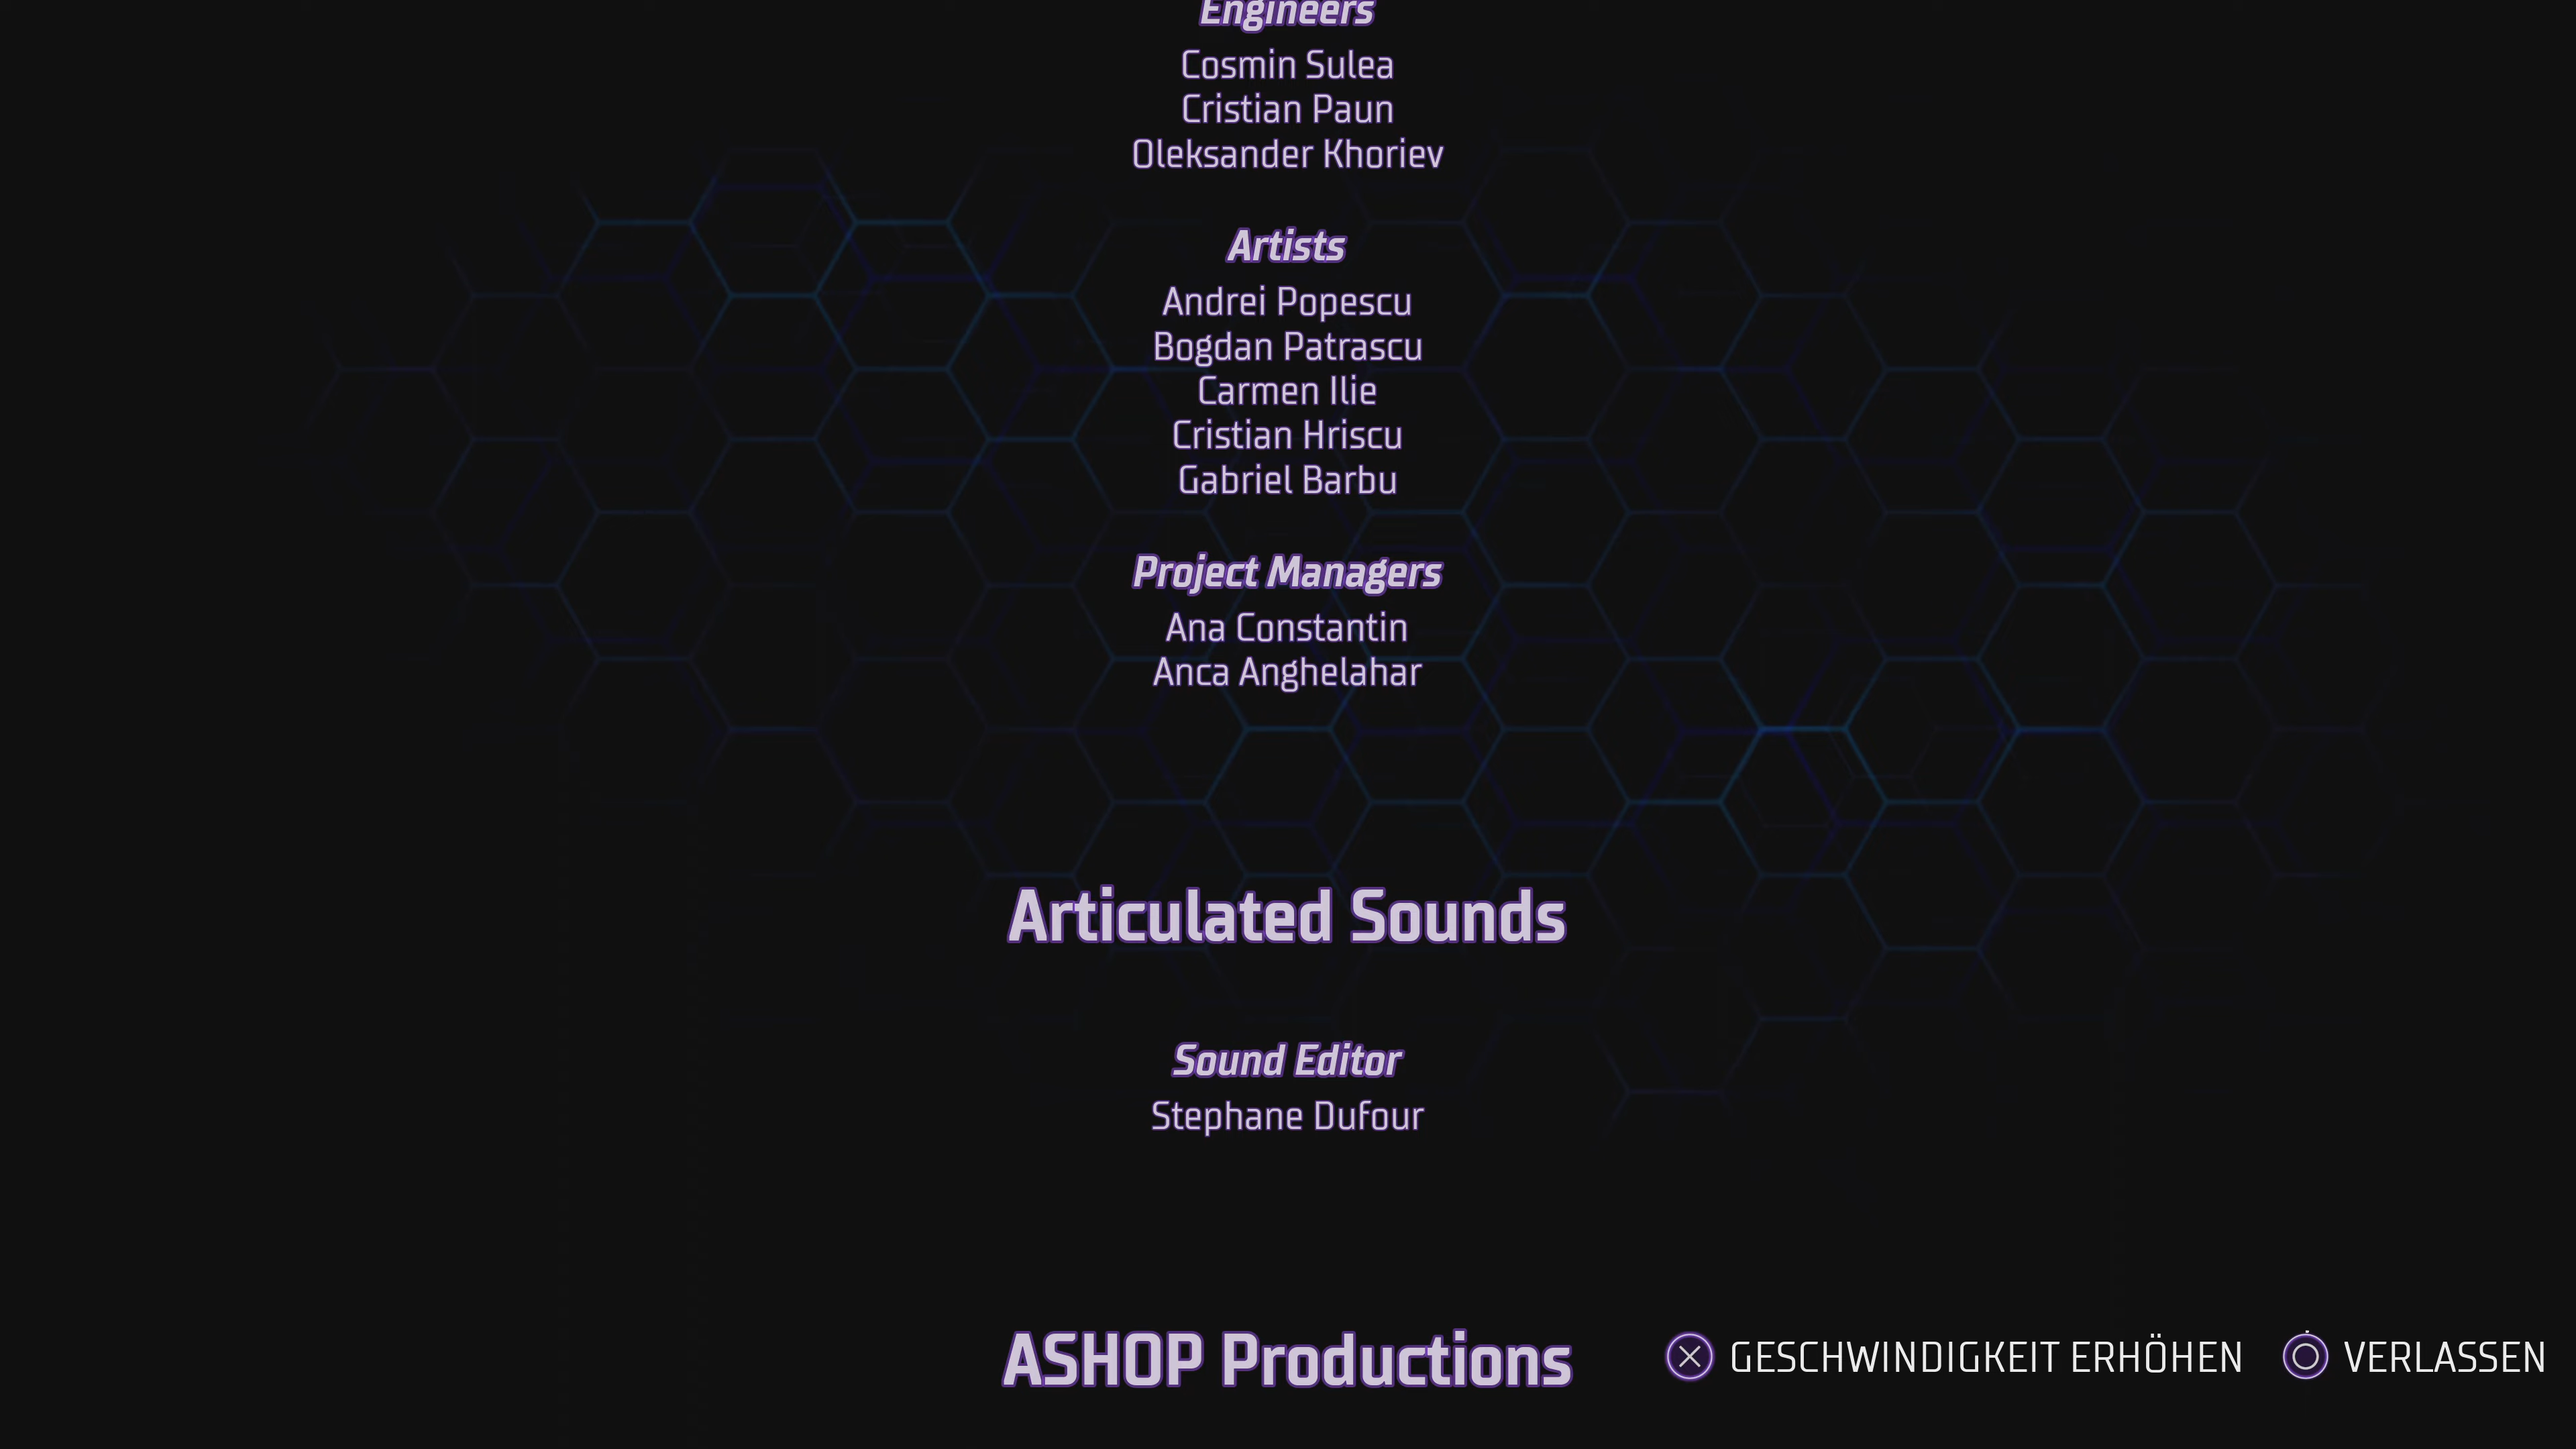 Engineers
Cosmin Sulea
Cristian Paun
Oleksander Khoriev
Artists
Andrei Popescu
Bogdan Patrascu
Carmen Ilie
Cristian Hriscu
Gabriel Barbu
Project Managers
Ana Constantin
Anca Anghelahar
Articulated Sounds
Sound Editor
Stephane Dufour
ASHOP Productions
GESCHWINDIGKEIT ERHÖHEN
VERLASSEN